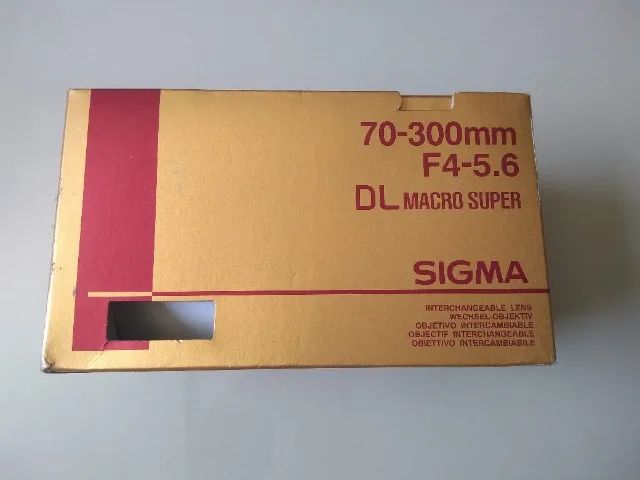 70-300mm
F4-5.6
DL MACRO SUPER
SIGMA
INTERCHANGEABLE LENS
WECHSEL-OBJEKTIV
OBJETIVO INTERCAMBIABLE
OBJECTIF INTERCHANGEABLE
OBIETTIVO INTERCAMBIABILE